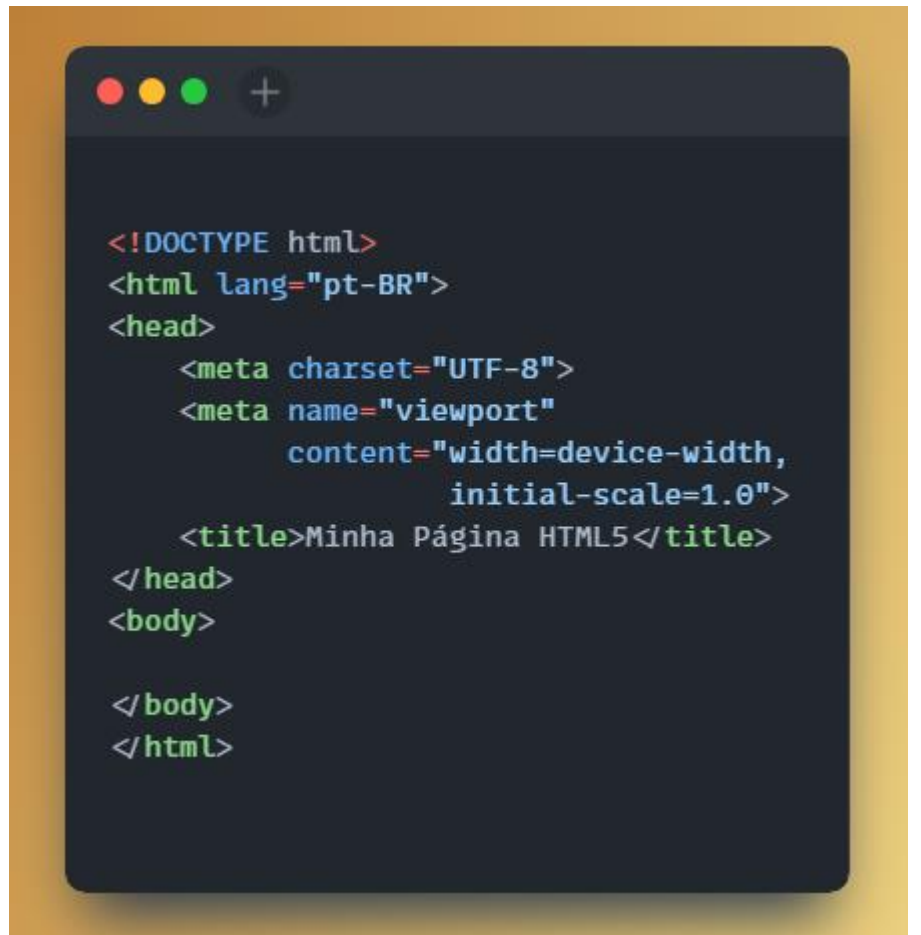 <!DOCTYPE html>
<html lang="pt-BR">
<head>
    <meta charset="UTF-8">
    <meta name="viewport"
          content="width=device-width,
                   initial-scale=1.0">
    <title>Minha Página HTML5</title>
</head>
<body>
</body>
</html>